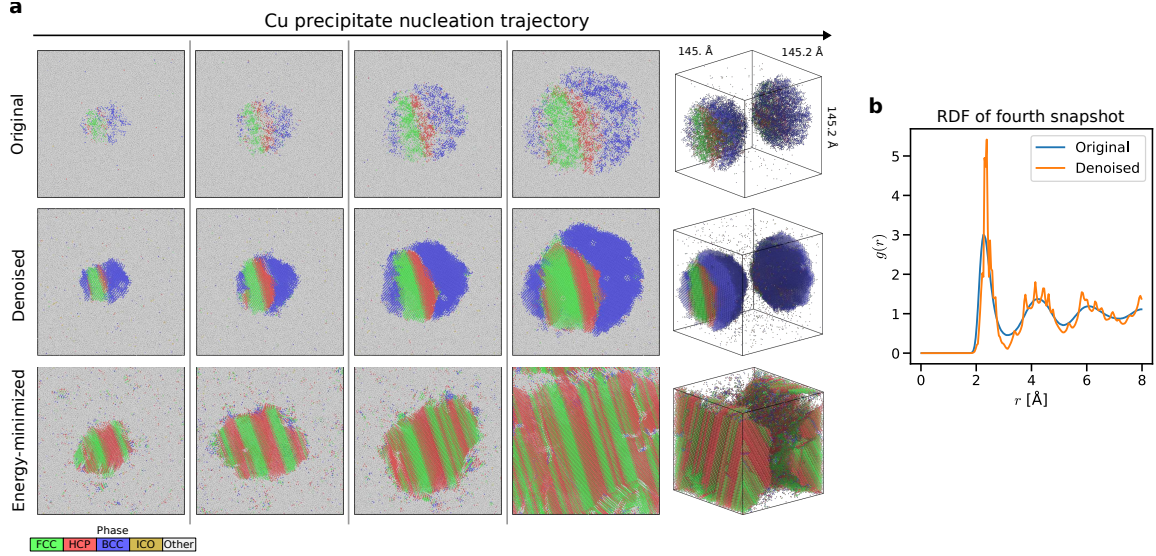 a
Cu precipitate nucleation trajectory
Original
145. Å
145.2 Å
145.2 Å
Denoised
Energy-minimized
Phase
FCC HCP BCC ICO Other
b
RDF of fourth snapshot
Original
Denoised
g(r)
5
4
3
2
1
0
0 2 4 6 8
r [Å]